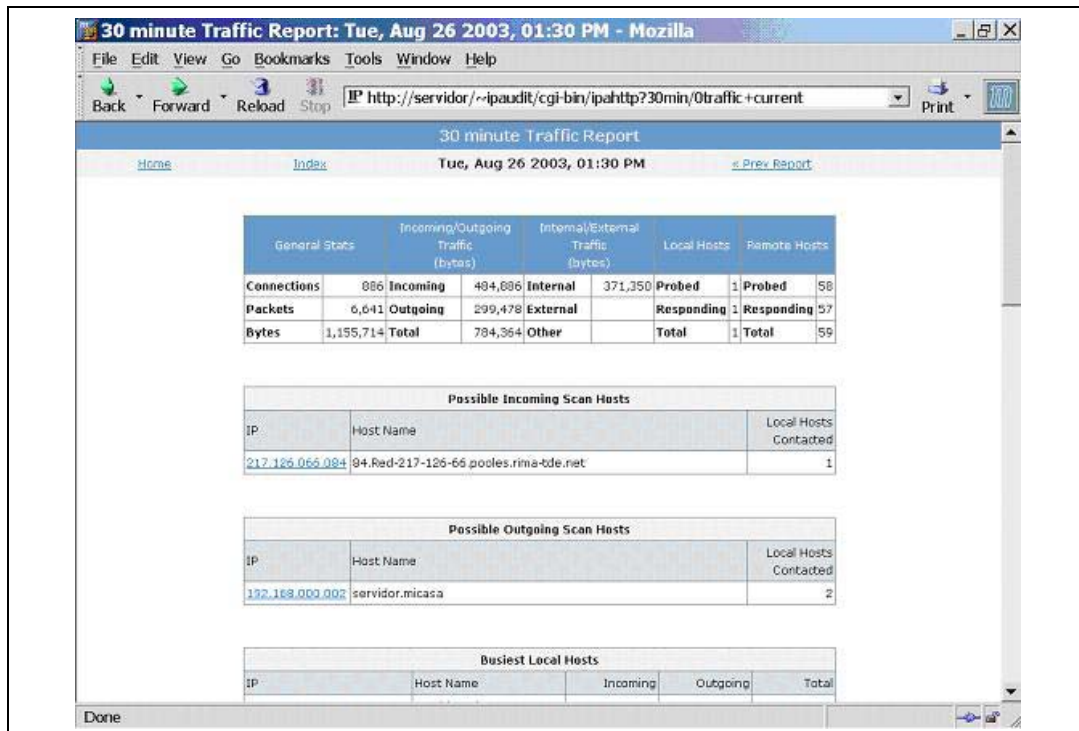 30 minute Traffic Report: Tue, Aug 26 2003, 01:30 PM - Mozilla
File Edit View Go Bookmarks Tools Window Help
Back Forward Reload Stop http://servidor/~ipaudit/cgi-bin/ipahttp?30min/0traffic+current Print
30 minute Traffic Report
Home Index Tue, Aug 26 2003, 01:30 PM « Prev Report
General Stats Incoming/Outgoing Traffic (bytes) Internal/External Traffic (bytes) Local Hosts Remote Hosts
Connections 886 Incoming 484,886 Internal 371,350 Probed 1 Probed 58
Packets 6,641 Outgoing 299,478 External Responding 1 Responding 57
Bytes 1,155,714 Total 784,364 Other Total 1 Total 59
Possible Incoming Scan Hosts
IP Host Name Local Hosts Contacted
217.126.066.084 84.Red-217-126-66.pooles.rima-tde.net 1
Possible Outgoing Scan Hosts
IP Host Name Local Hosts Contacted
192.168.000.002 servidor.micasa 2
Busiest Local Hosts
IP Host Name Incoming Outgoing Total
Done